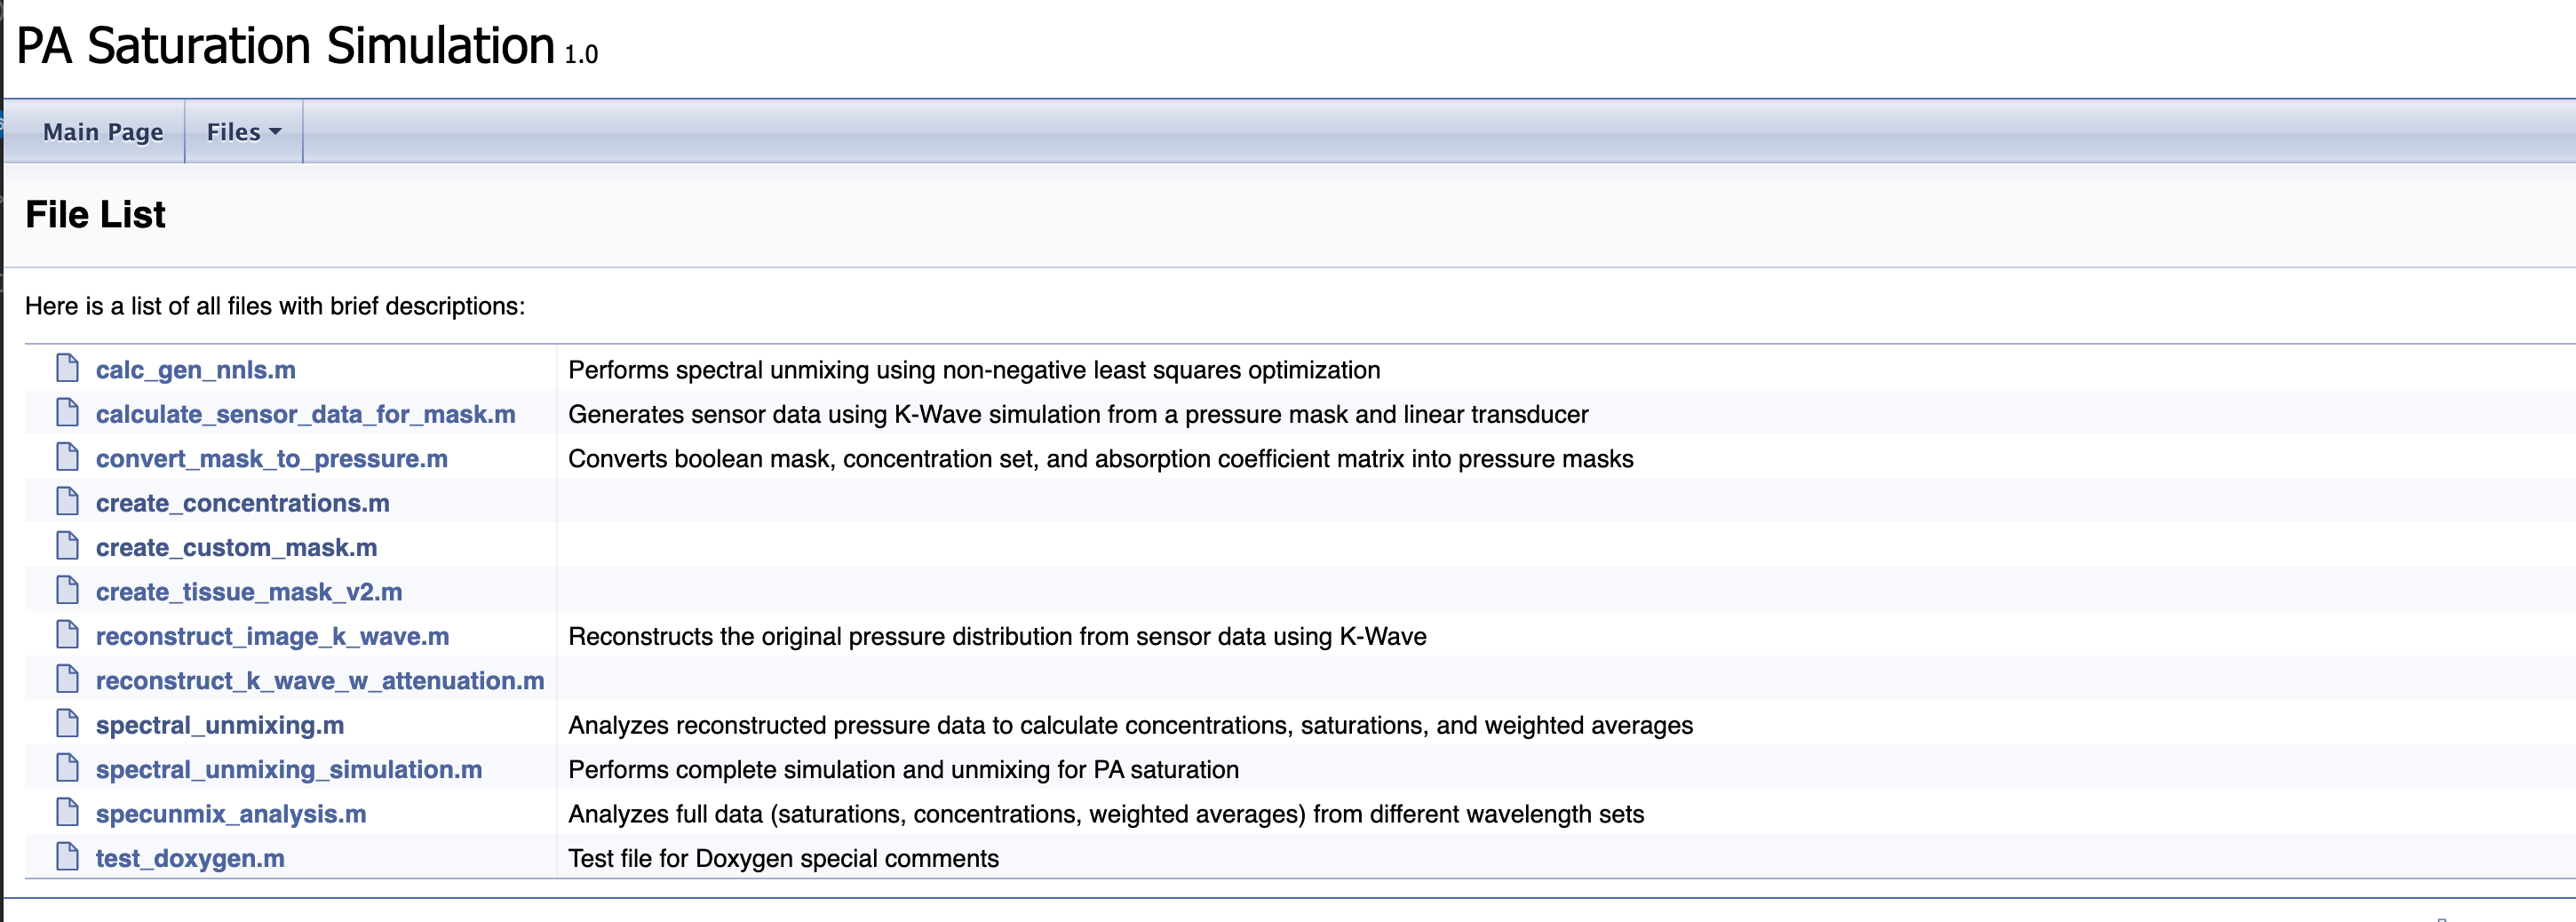 PA Saturation Simulation 1.0
Main Page Files
File List
Here is a list of all files with brief descriptions:
calc_gen_nnls.m Performs spectral unmixing using non-negative least squares optimization
calculate_sensor_data_for_mask.m Generates sensor data using K-Wave simulation from a pressure mask and linear transducer
convert_mask_to_pressure.m Converts boolean mask, concentration set, and absorption coefficient matrix into pressure masks
create_concentrations.m
create_custom_mask.m
create_tissue_mask_v2.m
reconstruct_image_k_wave.m Reconstructs the original pressure distribution from sensor data using K-Wave
reconstruct_k_wave_w_attenuation.m
spectral_unmixing.m Analyzes reconstructed pressure data to calculate concentrations, saturations, and weighted averages
spectral_unmixing_simulation.m Performs complete simulation and unmixing for PA saturation
specunmix_analysis.m Analyzes full data (saturations, concentrations, weighted averages) from different wavelength sets
test_doxygen.m Test file for Doxygen special comments